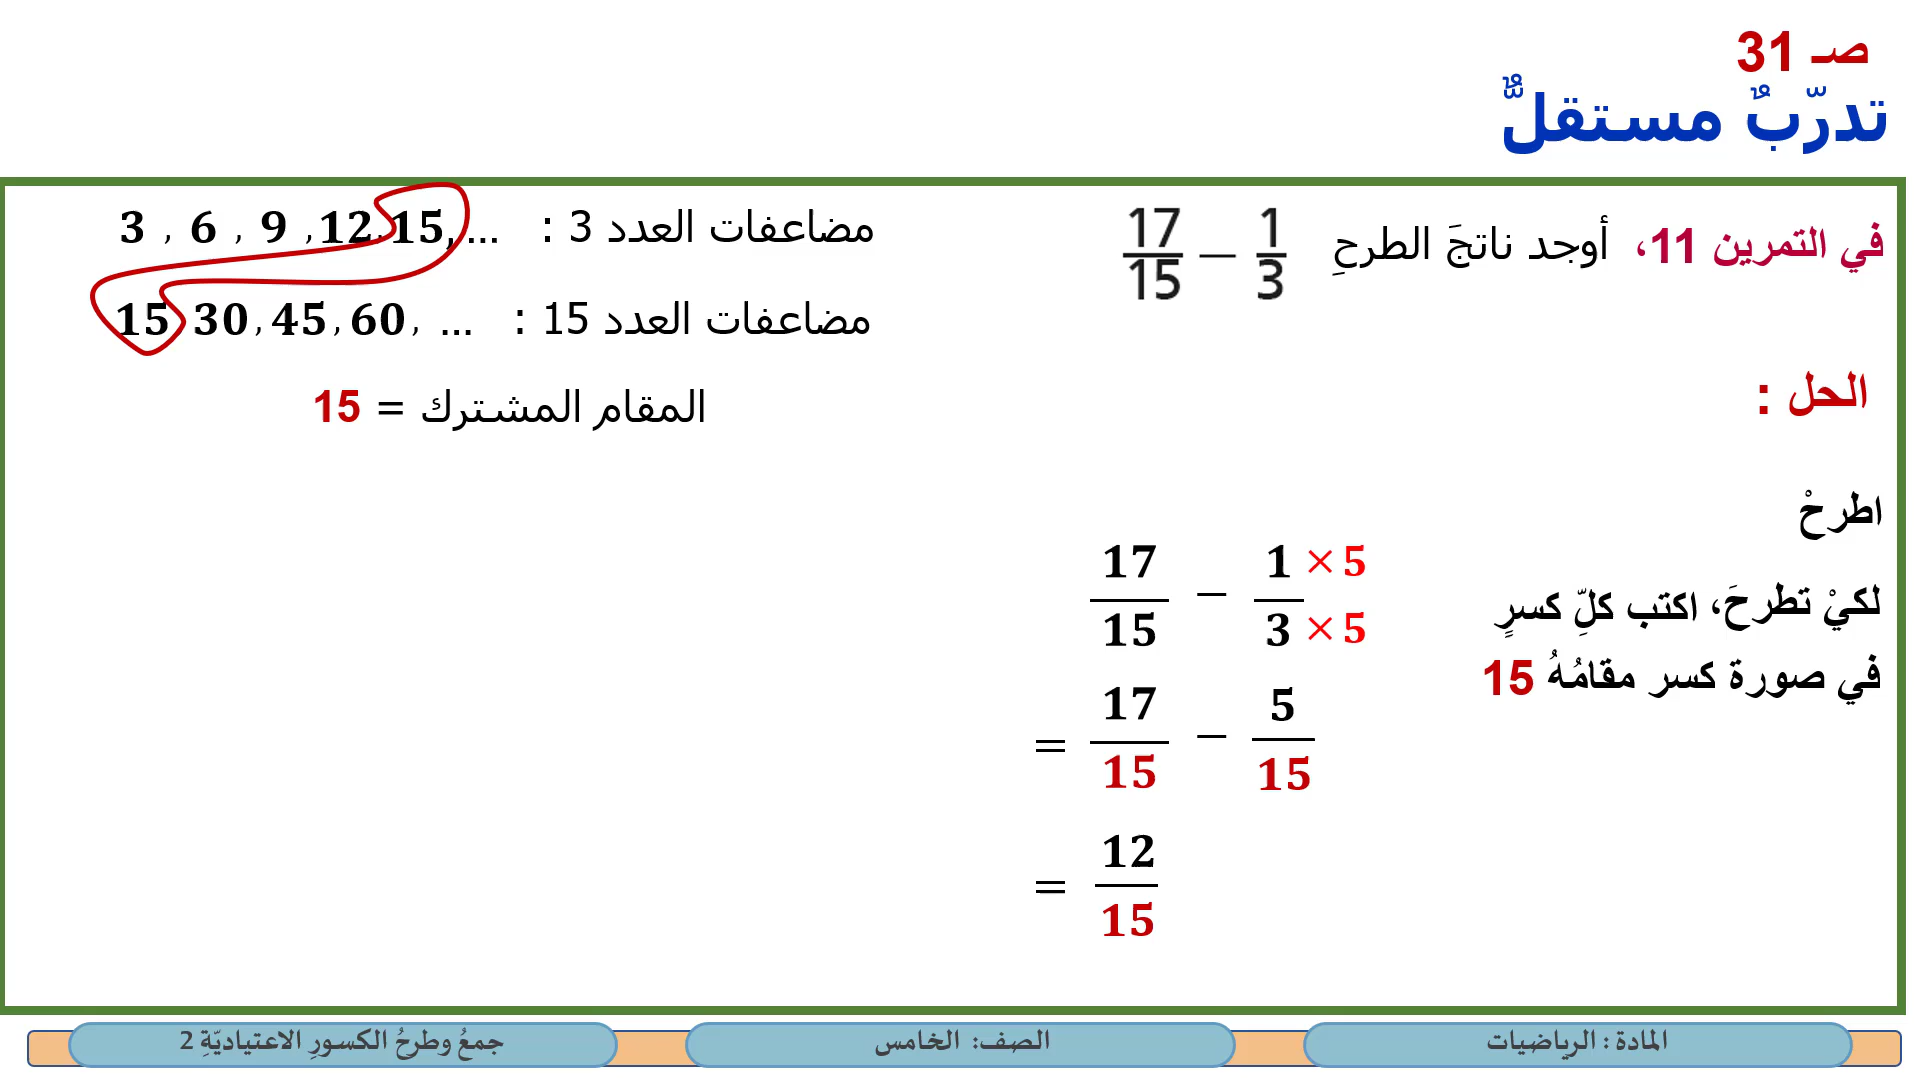 صـ 31
تدرّبٌ مستقلٌّ
في التمرين 11، أوجد ناتجَ الطرحِ 17/15 − 1/3
مضاعفات العدد 3 : 3 , 6 , 9 , 12, 15, ...
مضاعفات العدد 15 : 15 30, 45, 60, ...
المقام المشترك = 15
الحل :
اطرحْ
لكيْ تطرحَ، اكتب كلِّ كسرٍ
في صورة كسر مقامُهُ 15
17/15 − 1 × 5/3 × 5
= 17/15 − 5/15
= 12/15
المادة : الرياضيات
الصف: الخامس
جمعُ وطرحُ الكسورِ الاعتياديّةِ 2